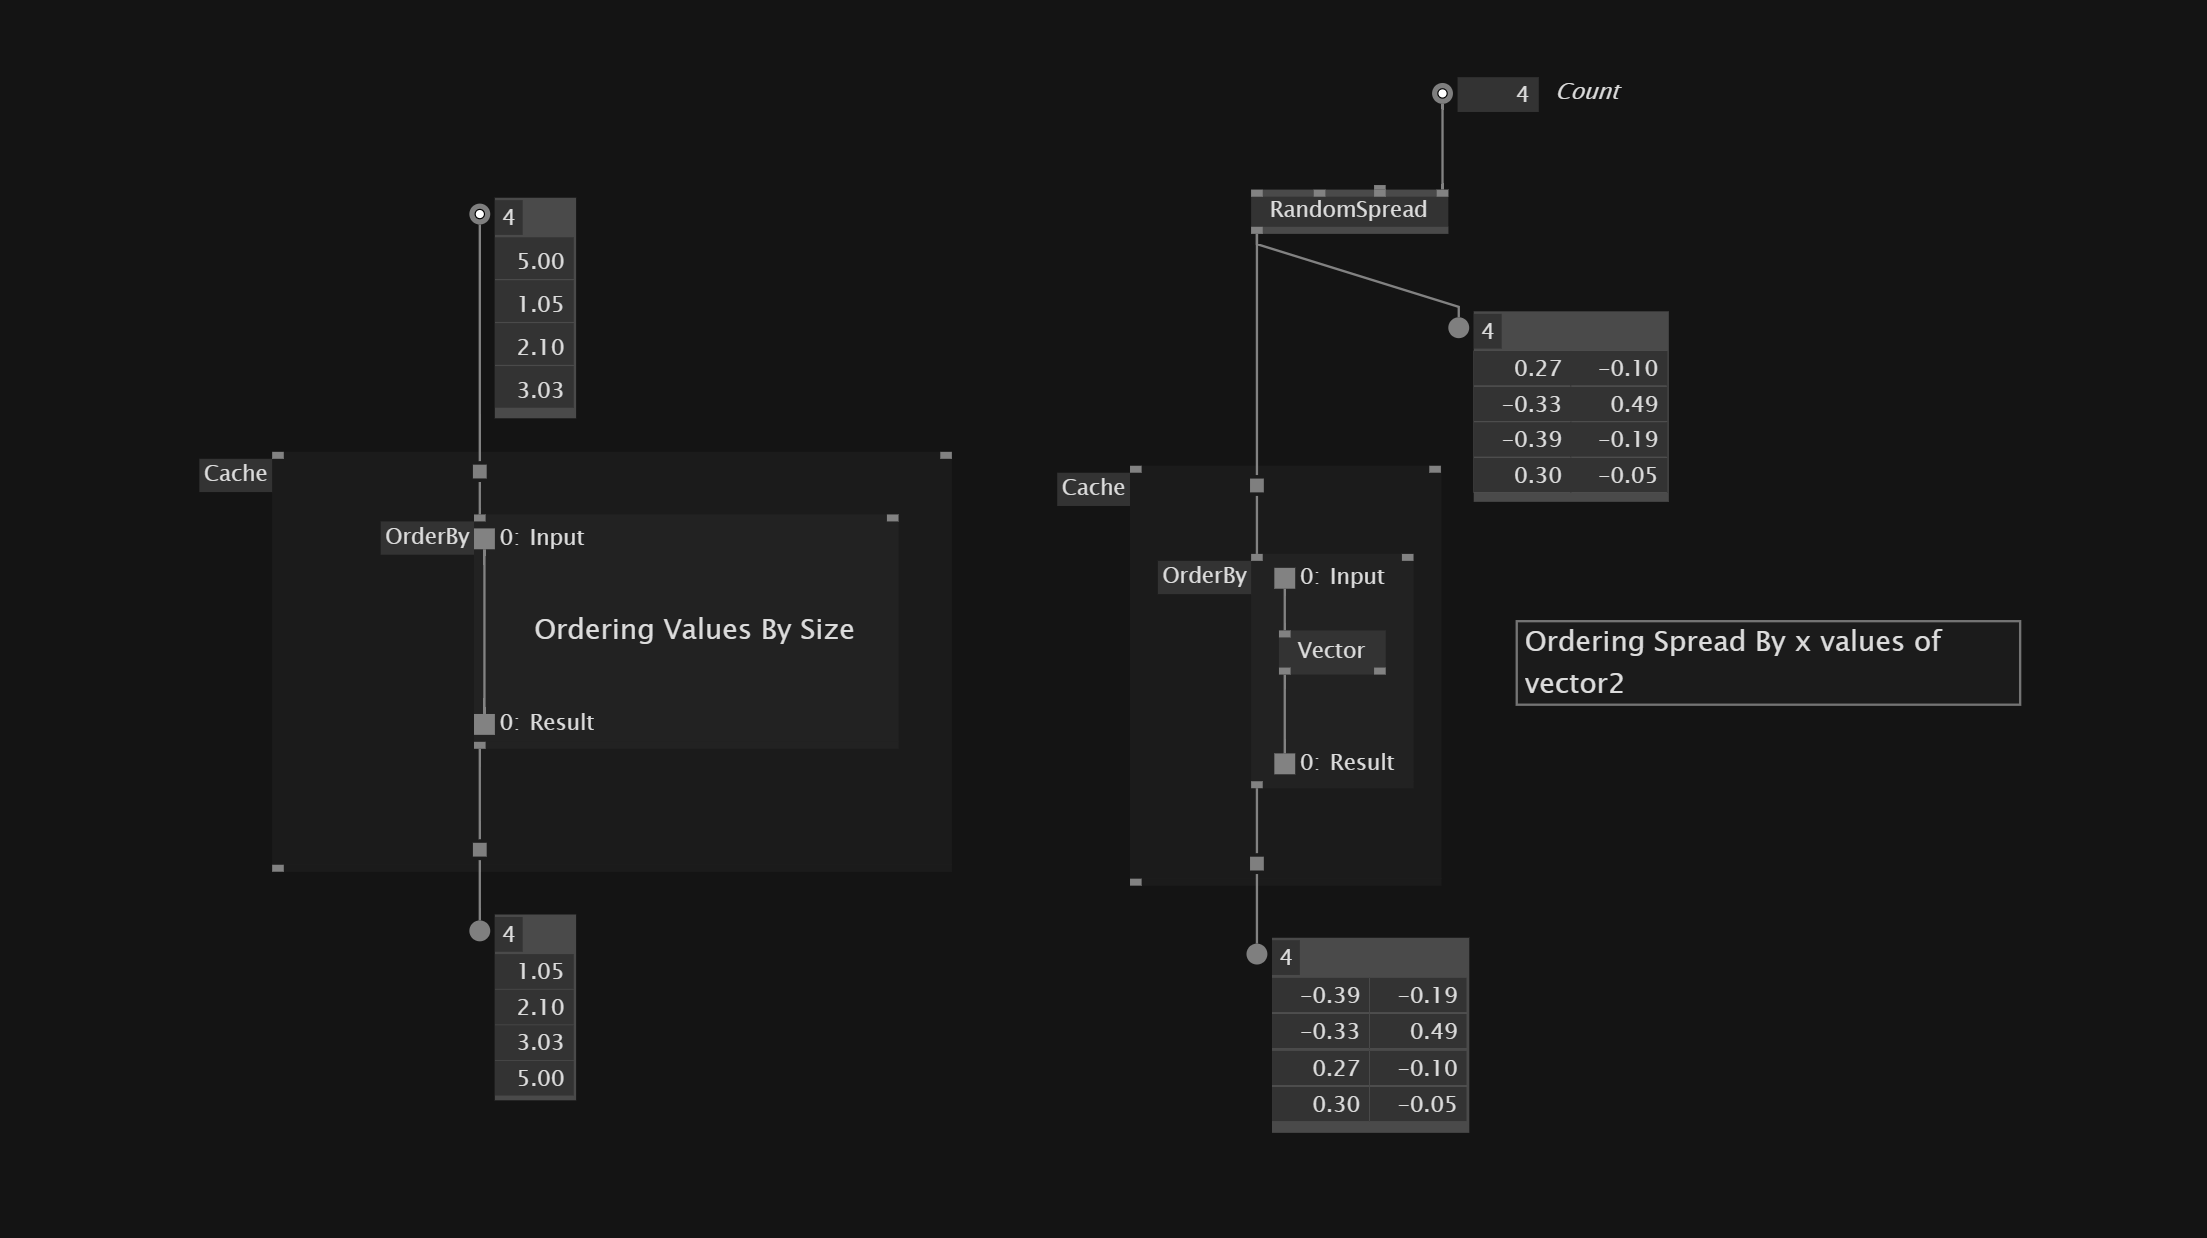 4
5.00
1.05
2.10
3.03
Cache
OrderBy
0: Input
Ordering Values By Size
0: Result
4
1.05
2.10
3.03
5.00
4 Count
RandomSpread
4
0.27 -0.10
-0.33 0.49
-0.39 -0.19
0.30 -0.05
Cache
OrderBy
0: Input
Vector
0: Result
Ordering Spread By x values of
vector2
4
-0.39 -0.19
-0.33 0.49
0.27 -0.10
0.30 -0.05